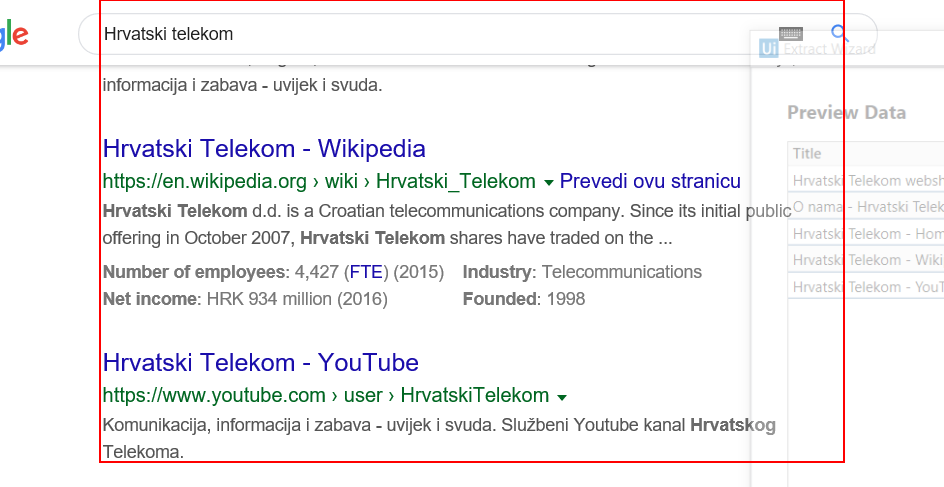 le
Hrvatski telekom
Ui Extract Wizard
informacija i zabava - uvijek i svuda.
Preview Data
Title
Hrvatski Telekom - Wikipedia
https://en.wikipedia.org › wiki › Hrvatski_Telekom ▾ Prevedi ovu stranicu
Hrvatski Telekom d.d. is a Croatian telecommunications company. Since its initial public
offering in October 2007, Hrvatski Telekom shares have traded on the ...
Number of employees: 4,427 (FTE) (2015) Industry: Telecommunications
Net income: HRK 934 million (2016) Founded: 1998
Hrvatski Telekom websh
O nama - Hrvatski Telek
Hrvatski Telekom - Hom
Hrvatski Telekom - Wiki
Hrvatski Telekom - YouT
Hrvatski Telekom - YouTube
https://www.youtube.com › user › HrvatskiTelekom ▾
Komunikacija, informacija i zabava - uvijek i svuda. Službeni Youtube kanal Hrvatskog
Telekoma.